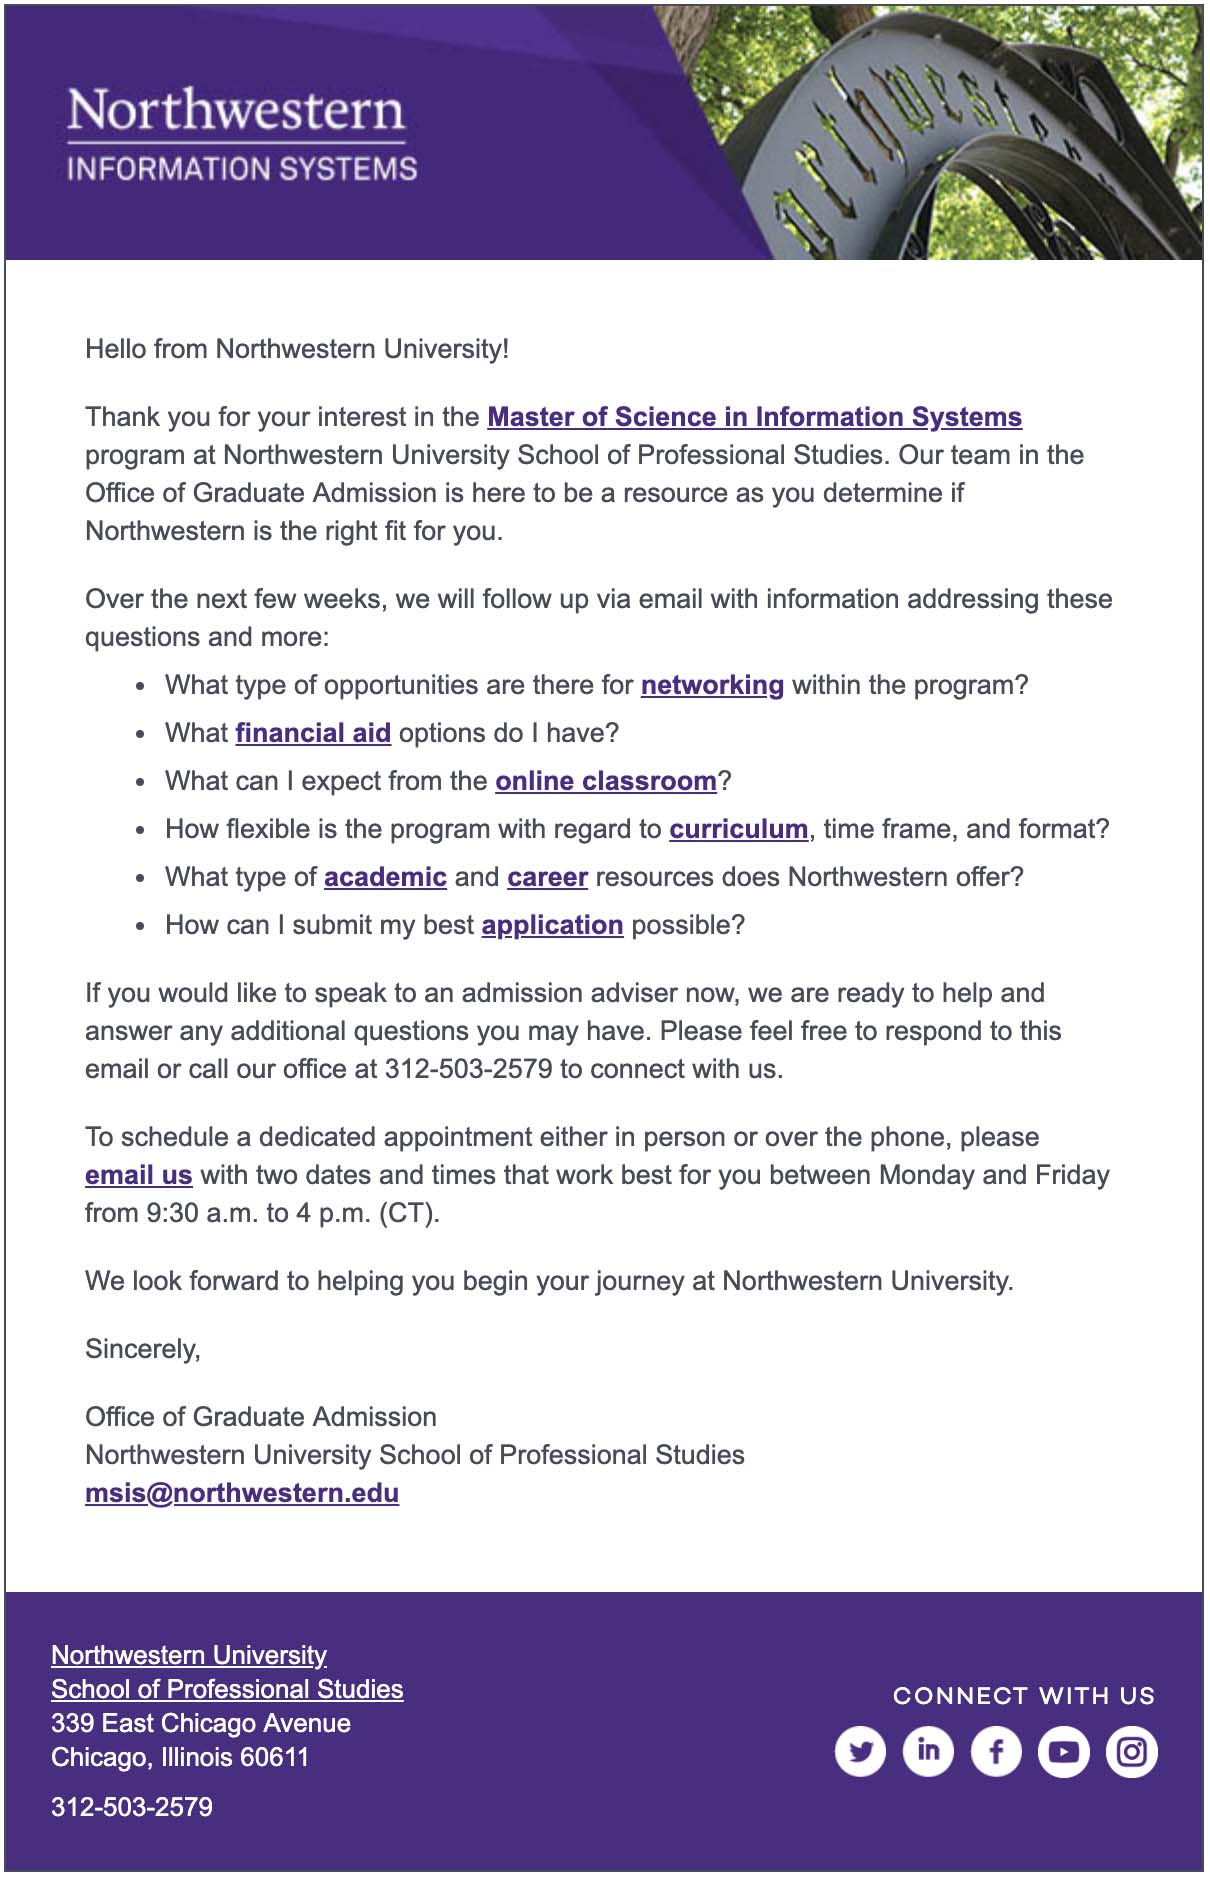 Northwestern
INFORMATION SYSTEMS
northwestern
Hello from Northwestern University!
Thank you for your interest in the Master of Science in Information Systems
program at Northwestern University School of Professional Studies. Our team in the
Office of Graduate Admission is here to be a resource as you determine if
Northwestern is the right fit for you.
Over the next few weeks, we will follow up via email with information addressing these
questions and more:
• What type of opportunities are there for networking within the program?
• What financial aid options do I have?
• What can I expect from the online classroom?
• How flexible is the program with regard to curriculum, time frame, and format?
• What type of academic and career resources does Northwestern offer?
• How can I submit my best application possible?
If you would like to speak to an admission adviser now, we are ready to help and
answer any additional questions you may have. Please feel free to respond to this
email or call our office at 312-503-2579 to connect with us.
To schedule a dedicated appointment either in person or over the phone, please
email us with two dates and times that work best for you between Monday and Friday
from 9:30 a.m. to 4 p.m. (CT).
We look forward to helping you begin your journey at Northwestern University.
Sincerely,
Office of Graduate Admission
Northwestern University School of Professional Studies
msis@northwestern.edu
Northwestern University
School of Professional Studies
339 East Chicago Avenue
Chicago, Illinois 60611
312-503-2579
CONNECT WITH US